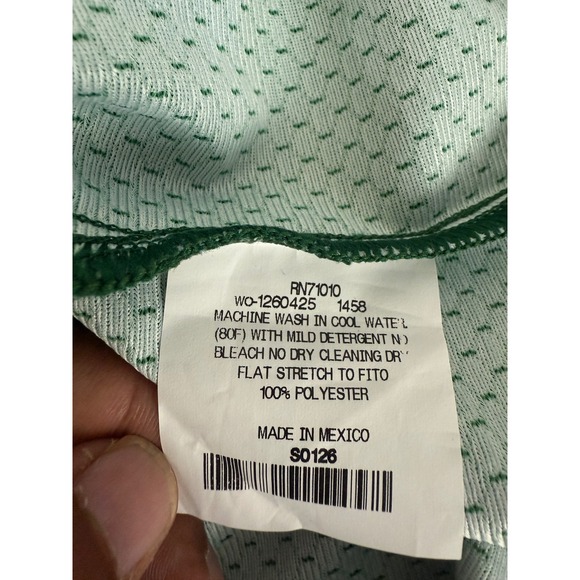 RN71010
WO-1260425 1458
MACHINE WASH IN COOL WATER
(80F) WITH MILD DETERGENT NO
BLEACH NO DRY CLEANING DRY
FLAT STRETCH TO FITO
100% POLYESTER
MADE IN MEXICO
S0126